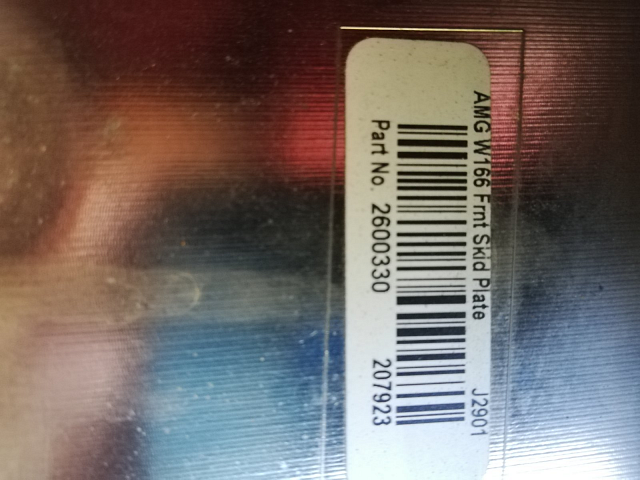 AMG W166 Frnt Skid Plate J2901
Part No. 2600330 207923